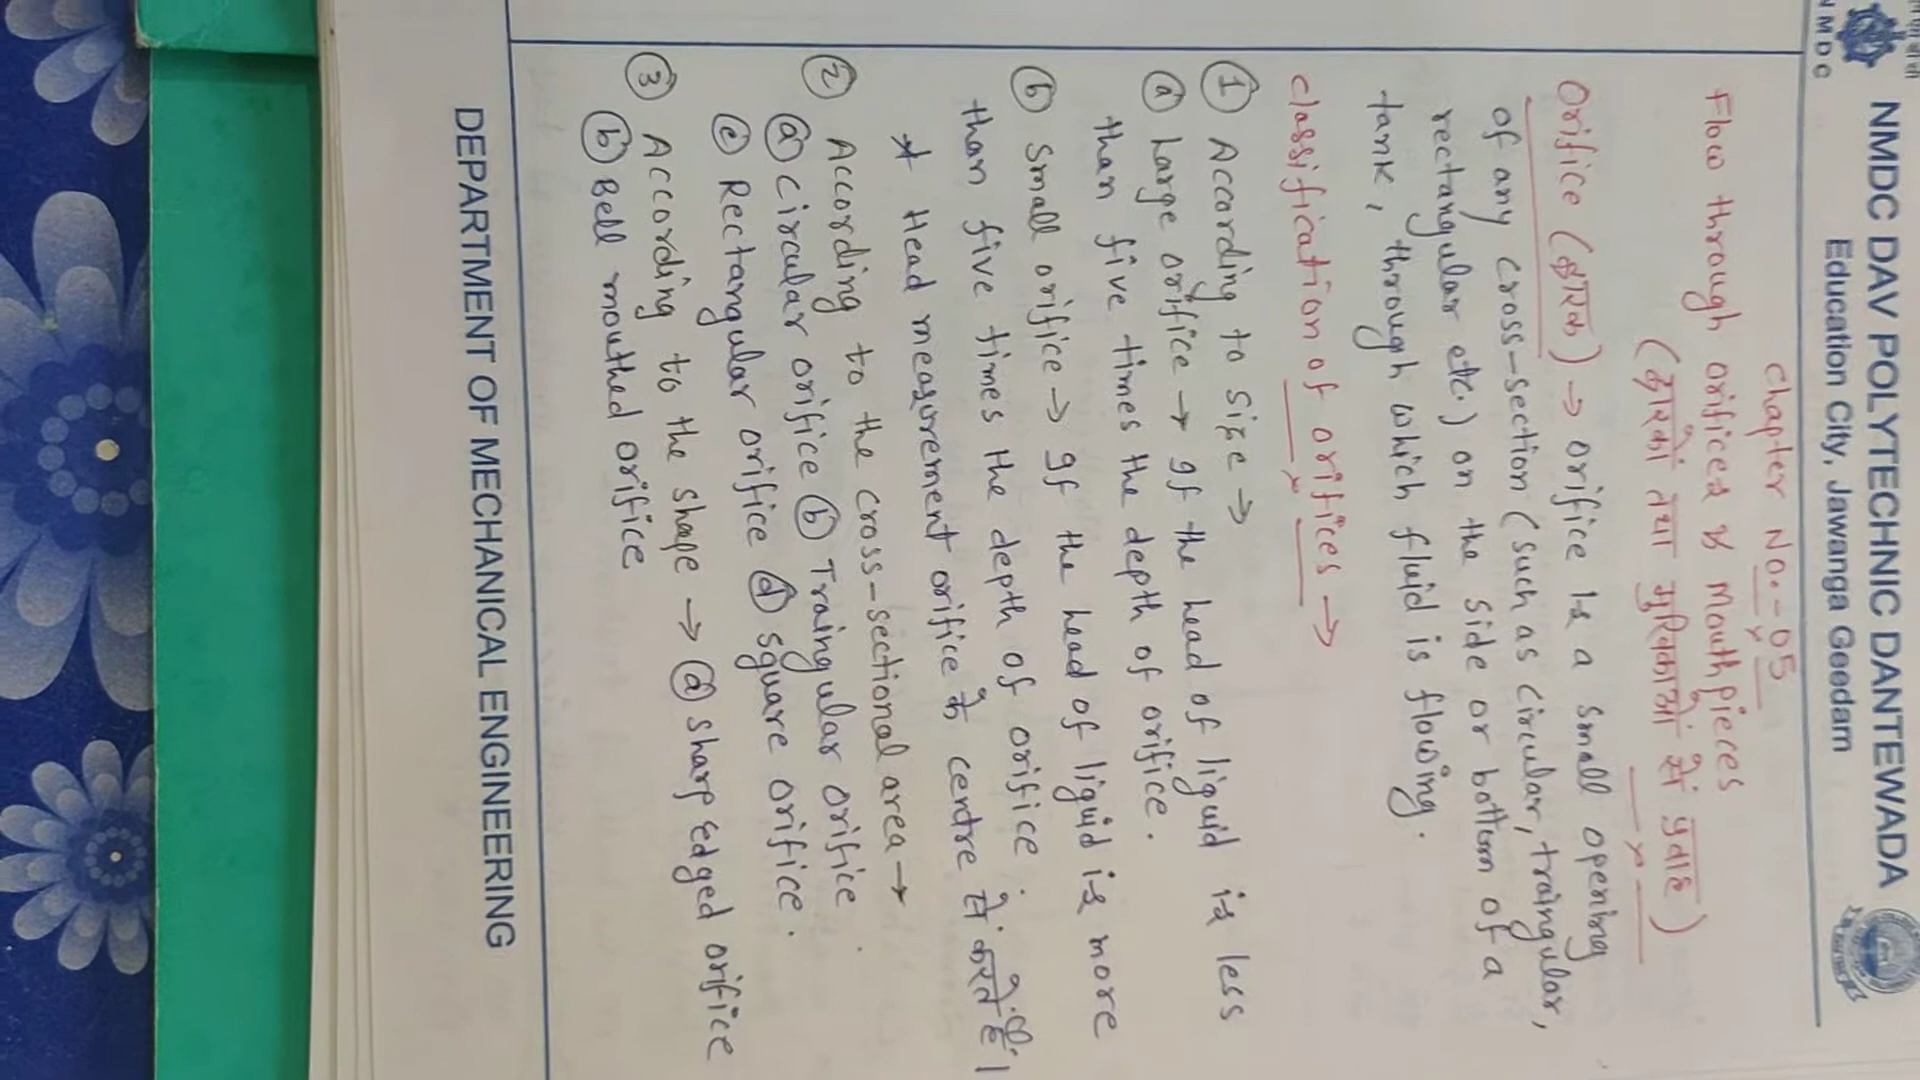 NMDC
NMDC DAV POLYTECHNIC DANTEWADA
Education City, Jawanga Geedam
Chapter No.-05
Flow through orifices & Mouthpieces
(द्वारकों तथा मुखिकाओं से प्रवाह)
Orifice (द्वारक) → orifice is a small opening
of any cross-section (such as circular, traingular,
rectangular etc.) on the side or bottom of a
tank, through which fluid is flowing.
classification of orifices →
① According to size →
ⓐ Large orifice → If the head of liquid is less
than five times the depth of orifice.
ⓑ Small orifice → If the head of liquid is more
than five times the depth of orifice.
* Head measurement orifice के centre से करते हैं।
② According to the cross-sectional area →
ⓐ circular orifice ⓑ Traingular orifice
ⓒ Rectangular orifice ⓓ square orifice.
③ According to the shape → ⓐ sharp edged orifice
ⓑ Bell mouthed orifice
DEPARTMENT OF MECHANICAL ENGINEERING